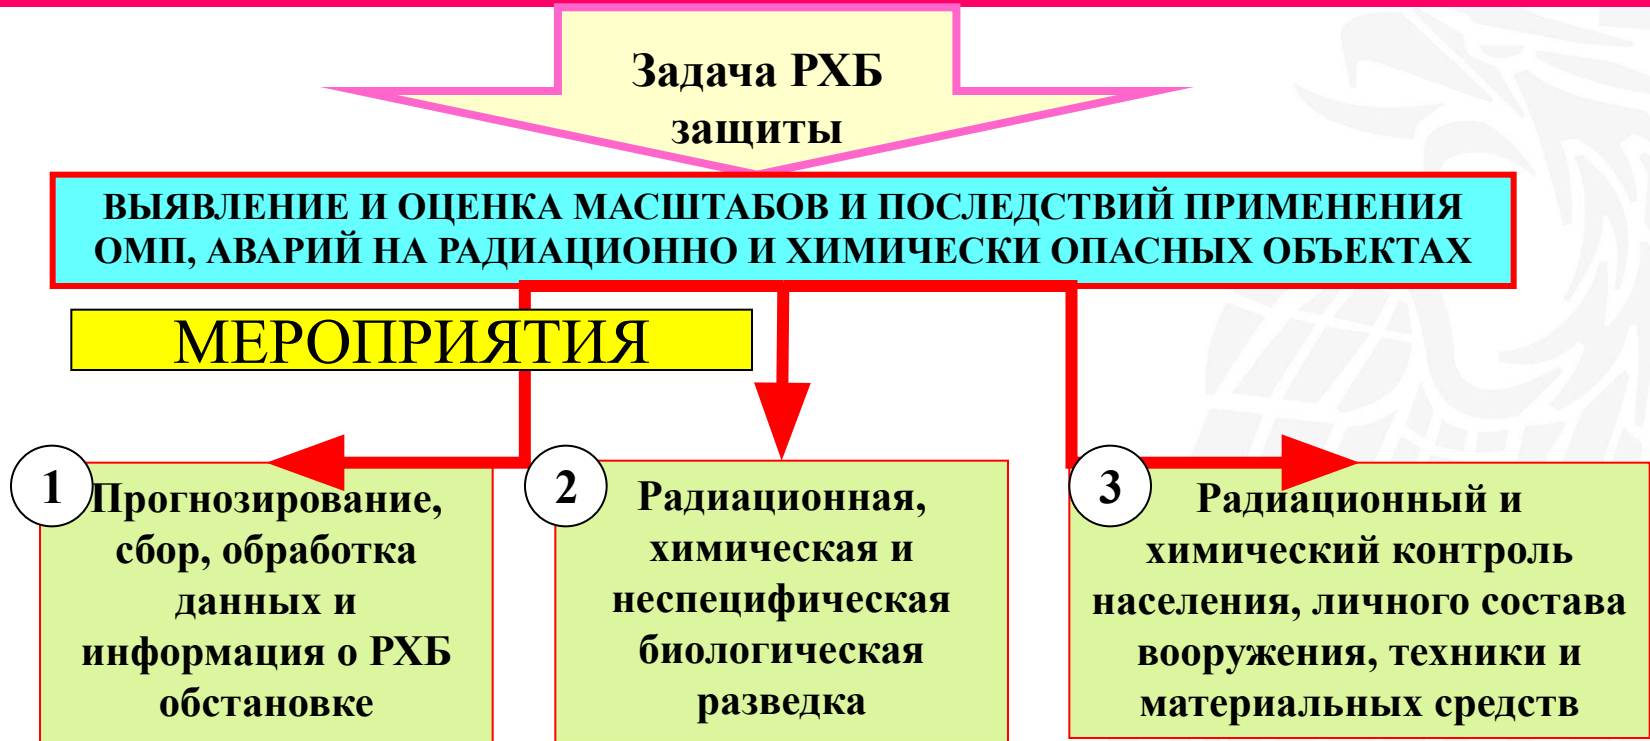 Задача РХБ
защиты
ВЫЯВЛЕНИЕ И ОЦЕНКА МАСШТАБОВ И ПОСЛЕДСТВИЙ ПРИМЕНЕНИЯ
ОМП, АВАРИЙ НА РАДИАЦИОННО И ХИМИЧЕСКИ ОПАСНЫХ ОБЪЕКТАХ
МЕРОПРИЯТИЯ
1
Прогнозирование,
сбор, обработка
данных и
информация о РХБ
обстановке
2
Радиационная,
химическая и
неспецифическая
биологическая
разведка
3
Радиационный и
химический контроль
населения, личного состава
вооружения, техники и
материальных средств